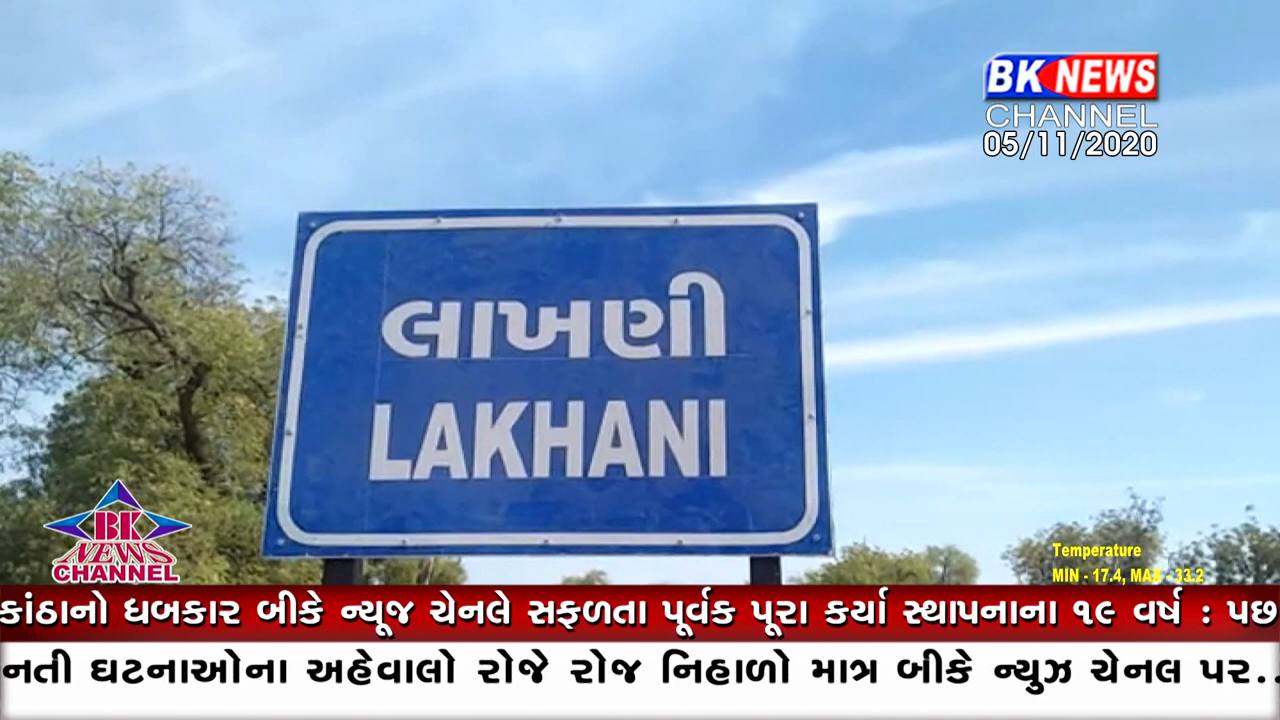 BK NEWS
CHANNEL
05/11/2020
લાખણી
LAKHANI
BK
NEWS
CHANNEL
Temperature
MIN - 17.4, MAX - 33.2
કાંઠાનો ધબકાર બીકે ન્યૂજ ચેનલે સફળતા પૂર્વક પૂરા કર્યા સ્થાપનાના ૧૯ વર્ષ : પછ
નતી ઘટનાઓના અહેવાલો રોજે રોજ નિહાળો માત્ર બીકે ન્યુઝ ચેનલ પર..